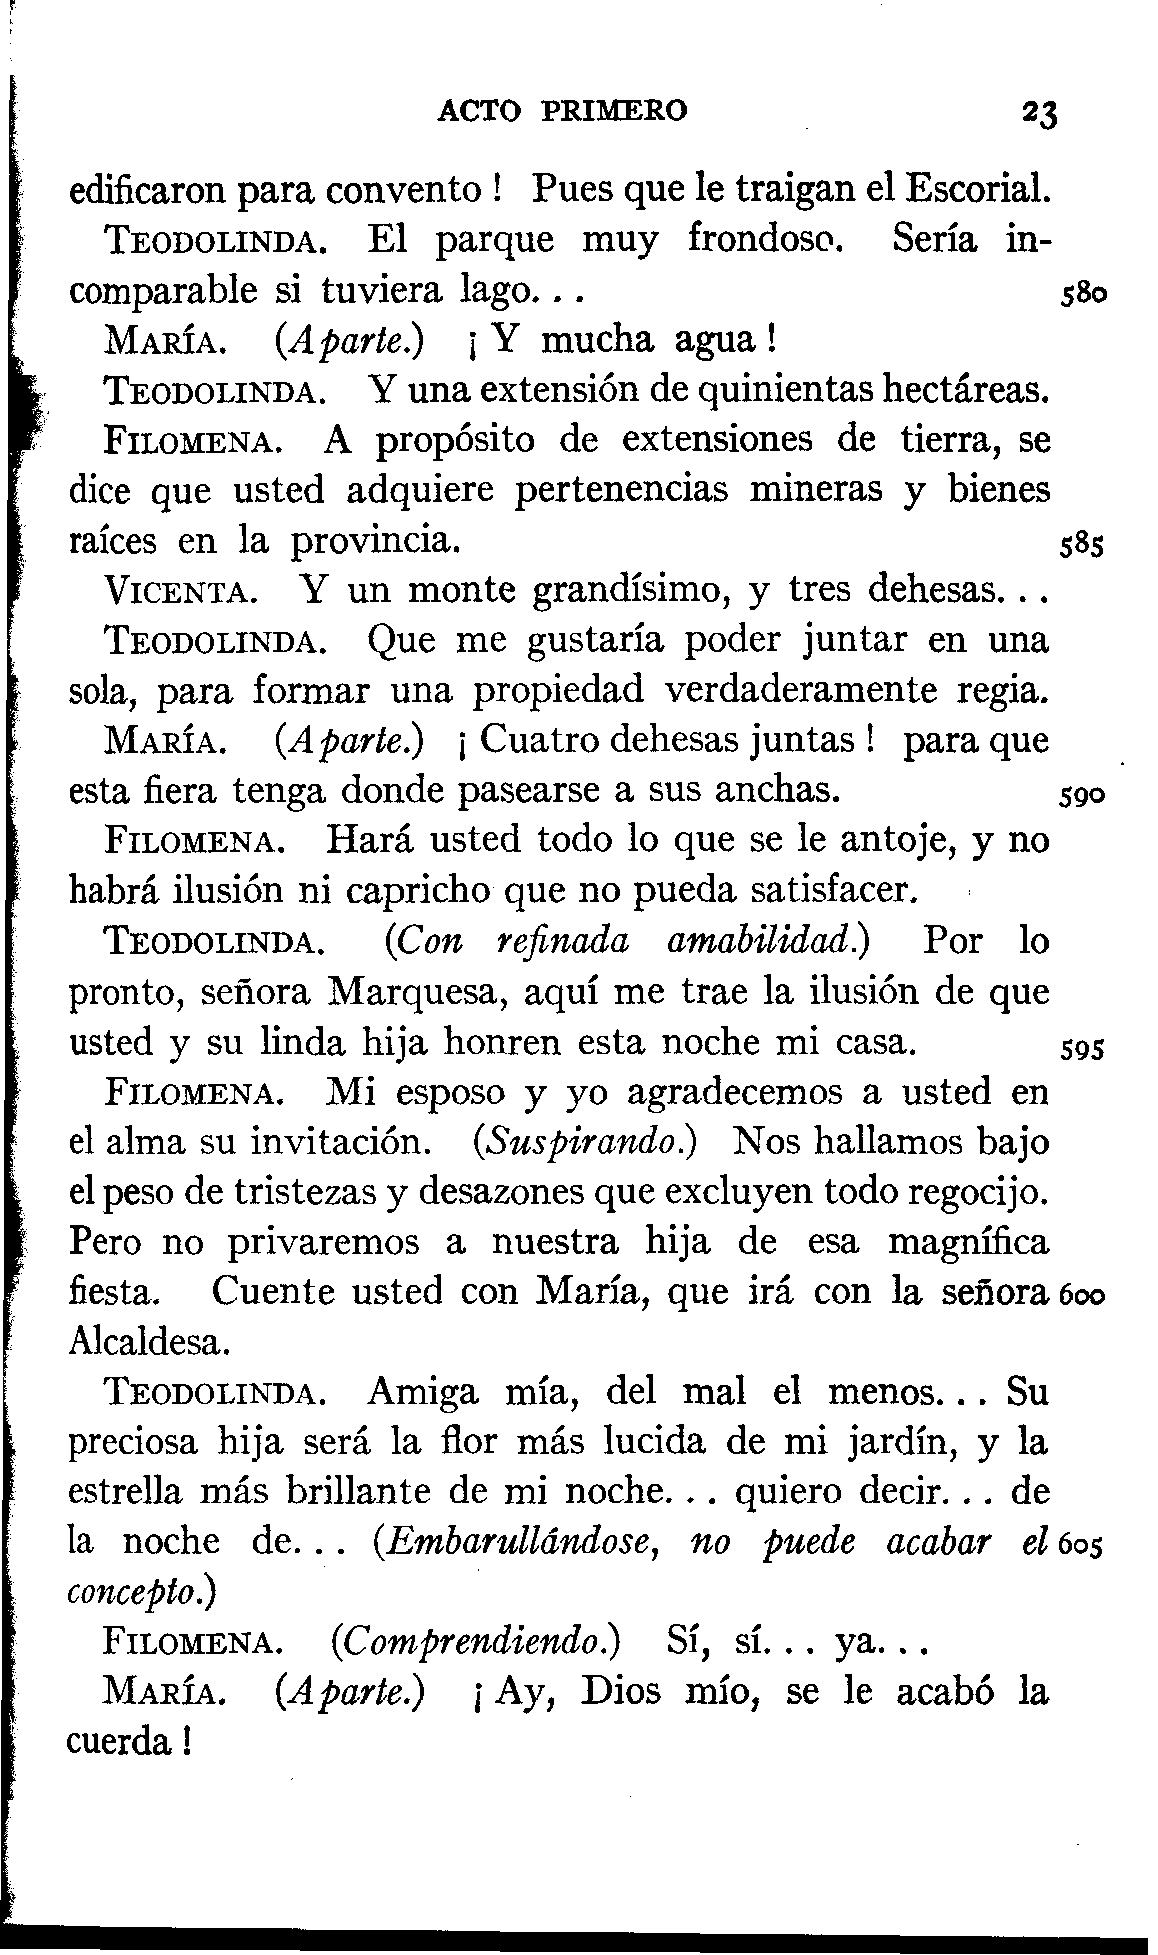 ACTO PRIMERO 23
edificaron para convento ! Pues que le traigan el Escorial.
TEODOLINDA. El parque muy frondoso. Sería in-
comparable si tuviera lago. . . 580
MARÍA. (Aparte.) ¡ Y mucha agua !
TEODOLINDA. Y una extensión de quinientas hectáreas.
FILOMENA. A propósito de extensiones de tierra, se
dice que usted adquiere pertenencias mineras y bienes
raíces en la provincia. 585
VICENTA. Y un monte grandísimo, y tres dehesas. . .
TEODOLINDA. Que me gustaría poder juntar en una
sola, para formar una propiedad verdaderamente regia.
MARÍA. (Aparte.) ¡ Cuatro dehesas juntas ! para que
esta fiera tenga donde pasearse a sus anchas. 590
FILOMENA. Hará usted todo lo que se le antoje, y no
habrá ilusión ni capricho que no pueda satisfacer.
TEODOLINDA. (Con refinada amabilidad.) Por lo
pronto, señora Marquesa, aquí me trae la ilusión de que
usted y su linda hija honren esta noche mi casa. 595
FILOMENA. Mi esposo y yo agradecemos a usted en
el alma su invitación. (Suspirando.) Nos hallamos bajo
el peso de tristezas y desazones que excluyen todo regocijo.
Pero no privaremos a nuestra hija de esa magnífica
fiesta. Cuente usted con María, que irá con la señora 600
Alcaldesa.
TEODOLINDA. Amiga mía, del mal el menos. . . Su
preciosa hija será la flor más lucida de mi jardín, y la
estrella más brillante de mi noche. . . quiero decir. . . de
la noche de. . . (Embarullándose, no puede acabar el 605
concepto.)
FILOMENA. (Comprendiendo.) Sí, sí. . . ya. . .
MARÍA. (Aparte.) ¡ Ay, Dios mío, se le acabó la
cuerda !